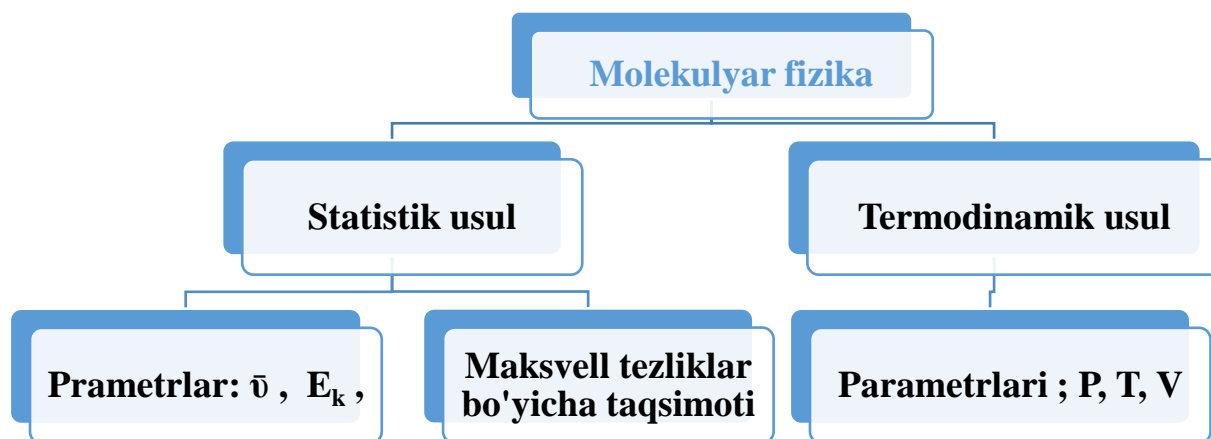 Molekulyar fizika
Statistik usul
Termodinamik usul
Prametrlar: ῡ , Eₖ ,
Maksvell tezliklar
bo'yicha taqsimoti
Parametrlari ; P, T, V